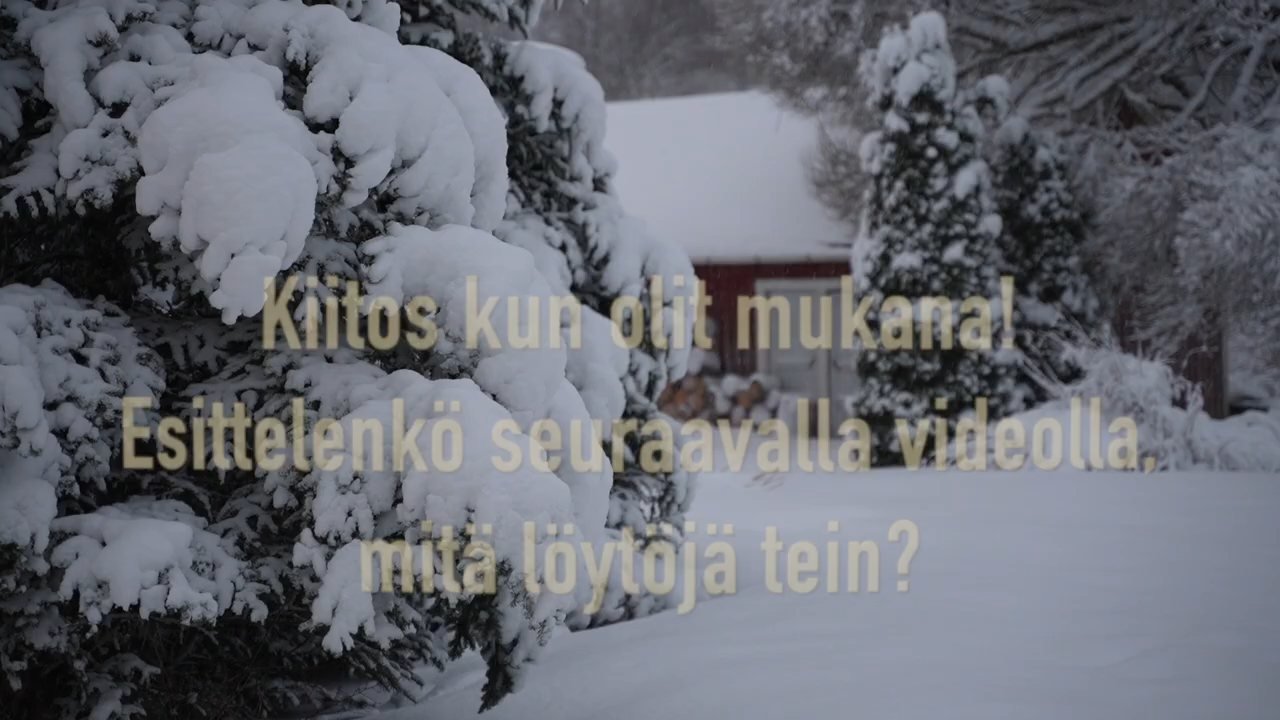 Kiitos kun olit mukana!
Esittelenkö seuraavalla videolla,
mitä löytöjä tein?